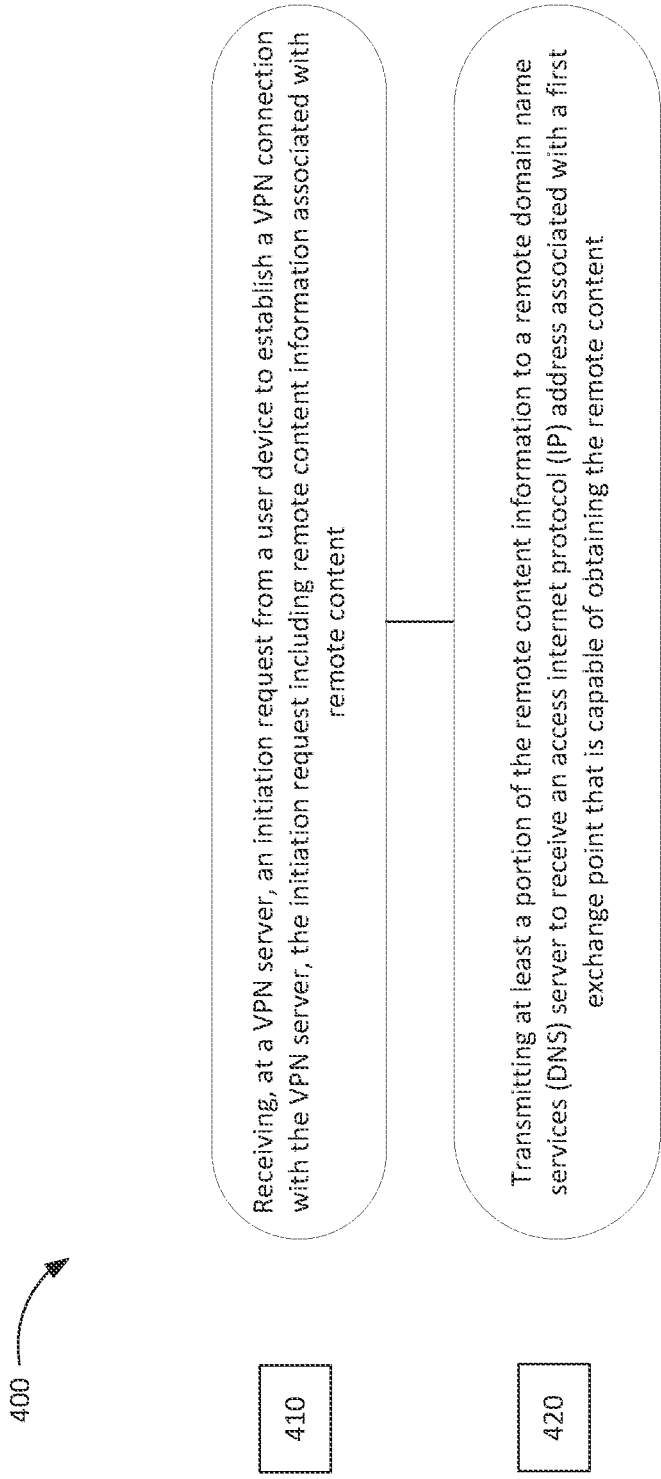 400
410
Receiving, at a VPN server, an initiation request from a user device to establish a VPN connection
with the VPN server, the initiation request including remote content information associated with
remote content
420
Transmitting at least a portion of the remote content information to a remote domain name
services (DNS) server to receive an access internet protocol (IP) address associated with a first
exchange point that is capable of obtaining the remote content